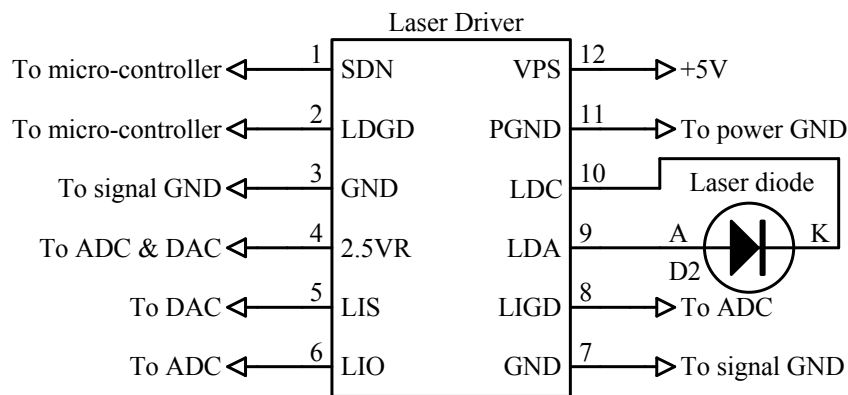 Laser Driver
To micro-controller 1 SDN VPS 12 +5V
To micro-controller 2 LDGD PGND 11 To power GND
To signal GND 3 GND LDC 10
Laser diode
To ADC & DAC 4 2.5VR LDA 9 A K
D2
To DAC 5 LIS LIGD 8 To ADC
To ADC 6 LIO GND 7 To signal GND